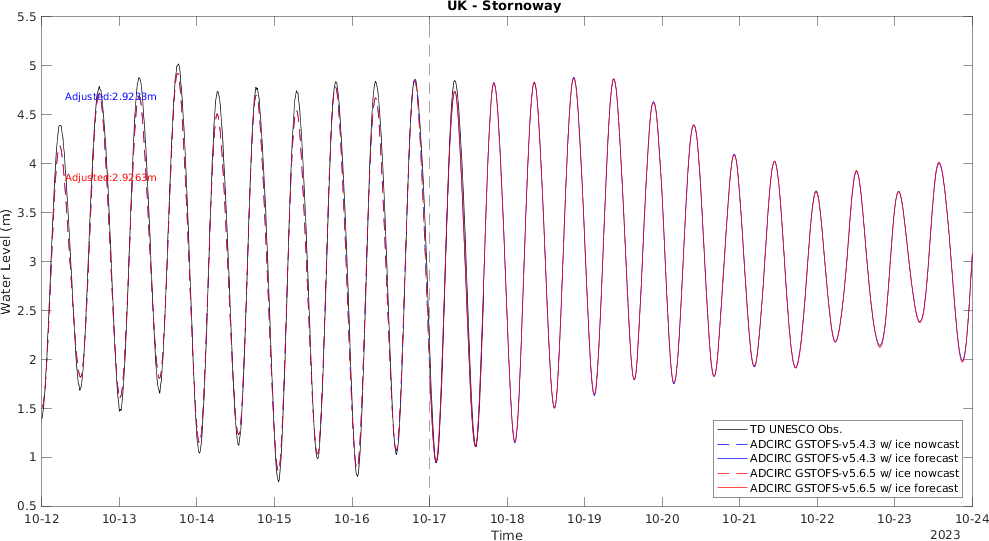 UK - Stornoway
5.5
5
4.5
4
3.5
3
2.5
2
1.5
1
0.5
Water Level (m)
Adjusted:2.9233m
Adjusted:2.9263m
TD UNESCO Obs.
ADCIRC GSTOFS-v5.4.3 w/ ice nowcast
ADCIRC GSTOFS-v5.4.3 w/ ice forecast
ADCIRC GSTOFS-v5.6.5 w/ ice nowcast
ADCIRC GSTOFS-v5.6.5 w/ ice forecast
10-12 10-13 10-14 10-15 10-16 10-17 10-18 10-19 10-20 10-21 10-22 10-23 10-24
Time
2023